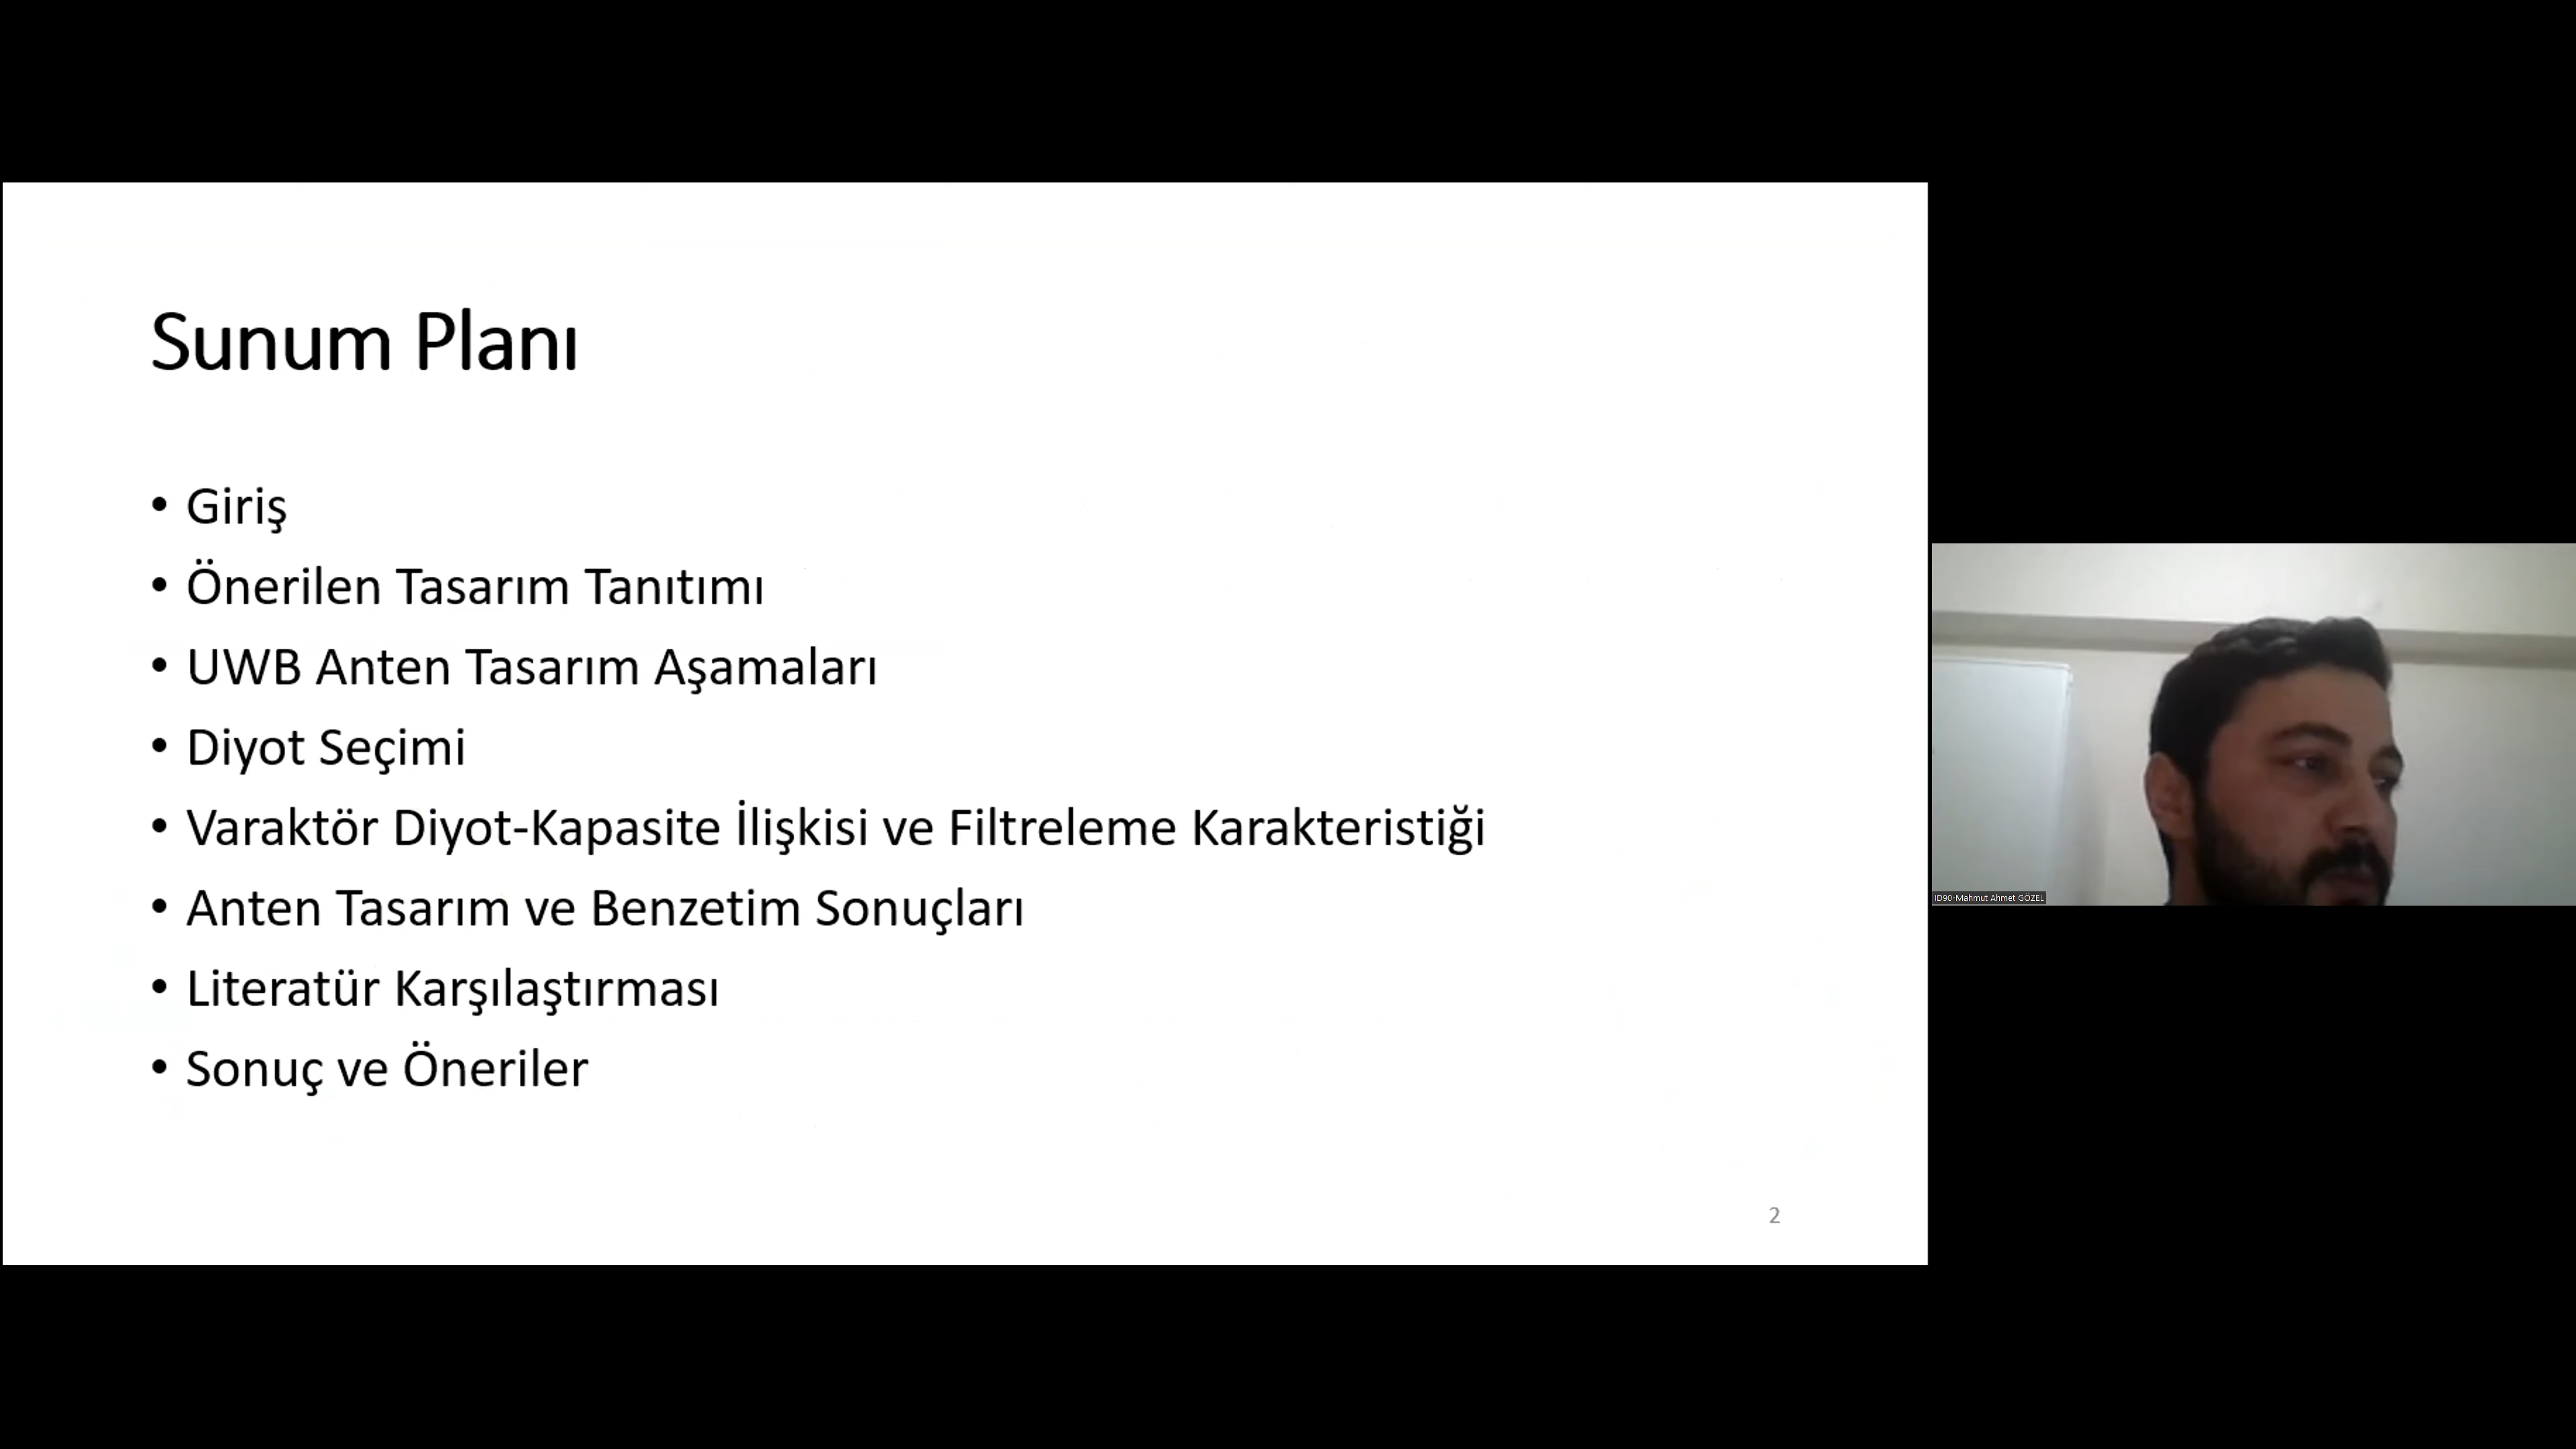 Sunum Planı
• Giriş
• Önerilen Tasarım Tanıtımı
• UWB Anten Tasarım Aşamaları
• Diyot Seçimi
• Varaktör Diyot-Kapasite İlişkisi ve Filtreleme Karakteristiği
• Anten Tasarım ve Benzetim Sonuçları
• Literatür Karşılaştırması
• Sonuç ve Öneriler
2
ID90-Mahmut Ahmet GÖZEL